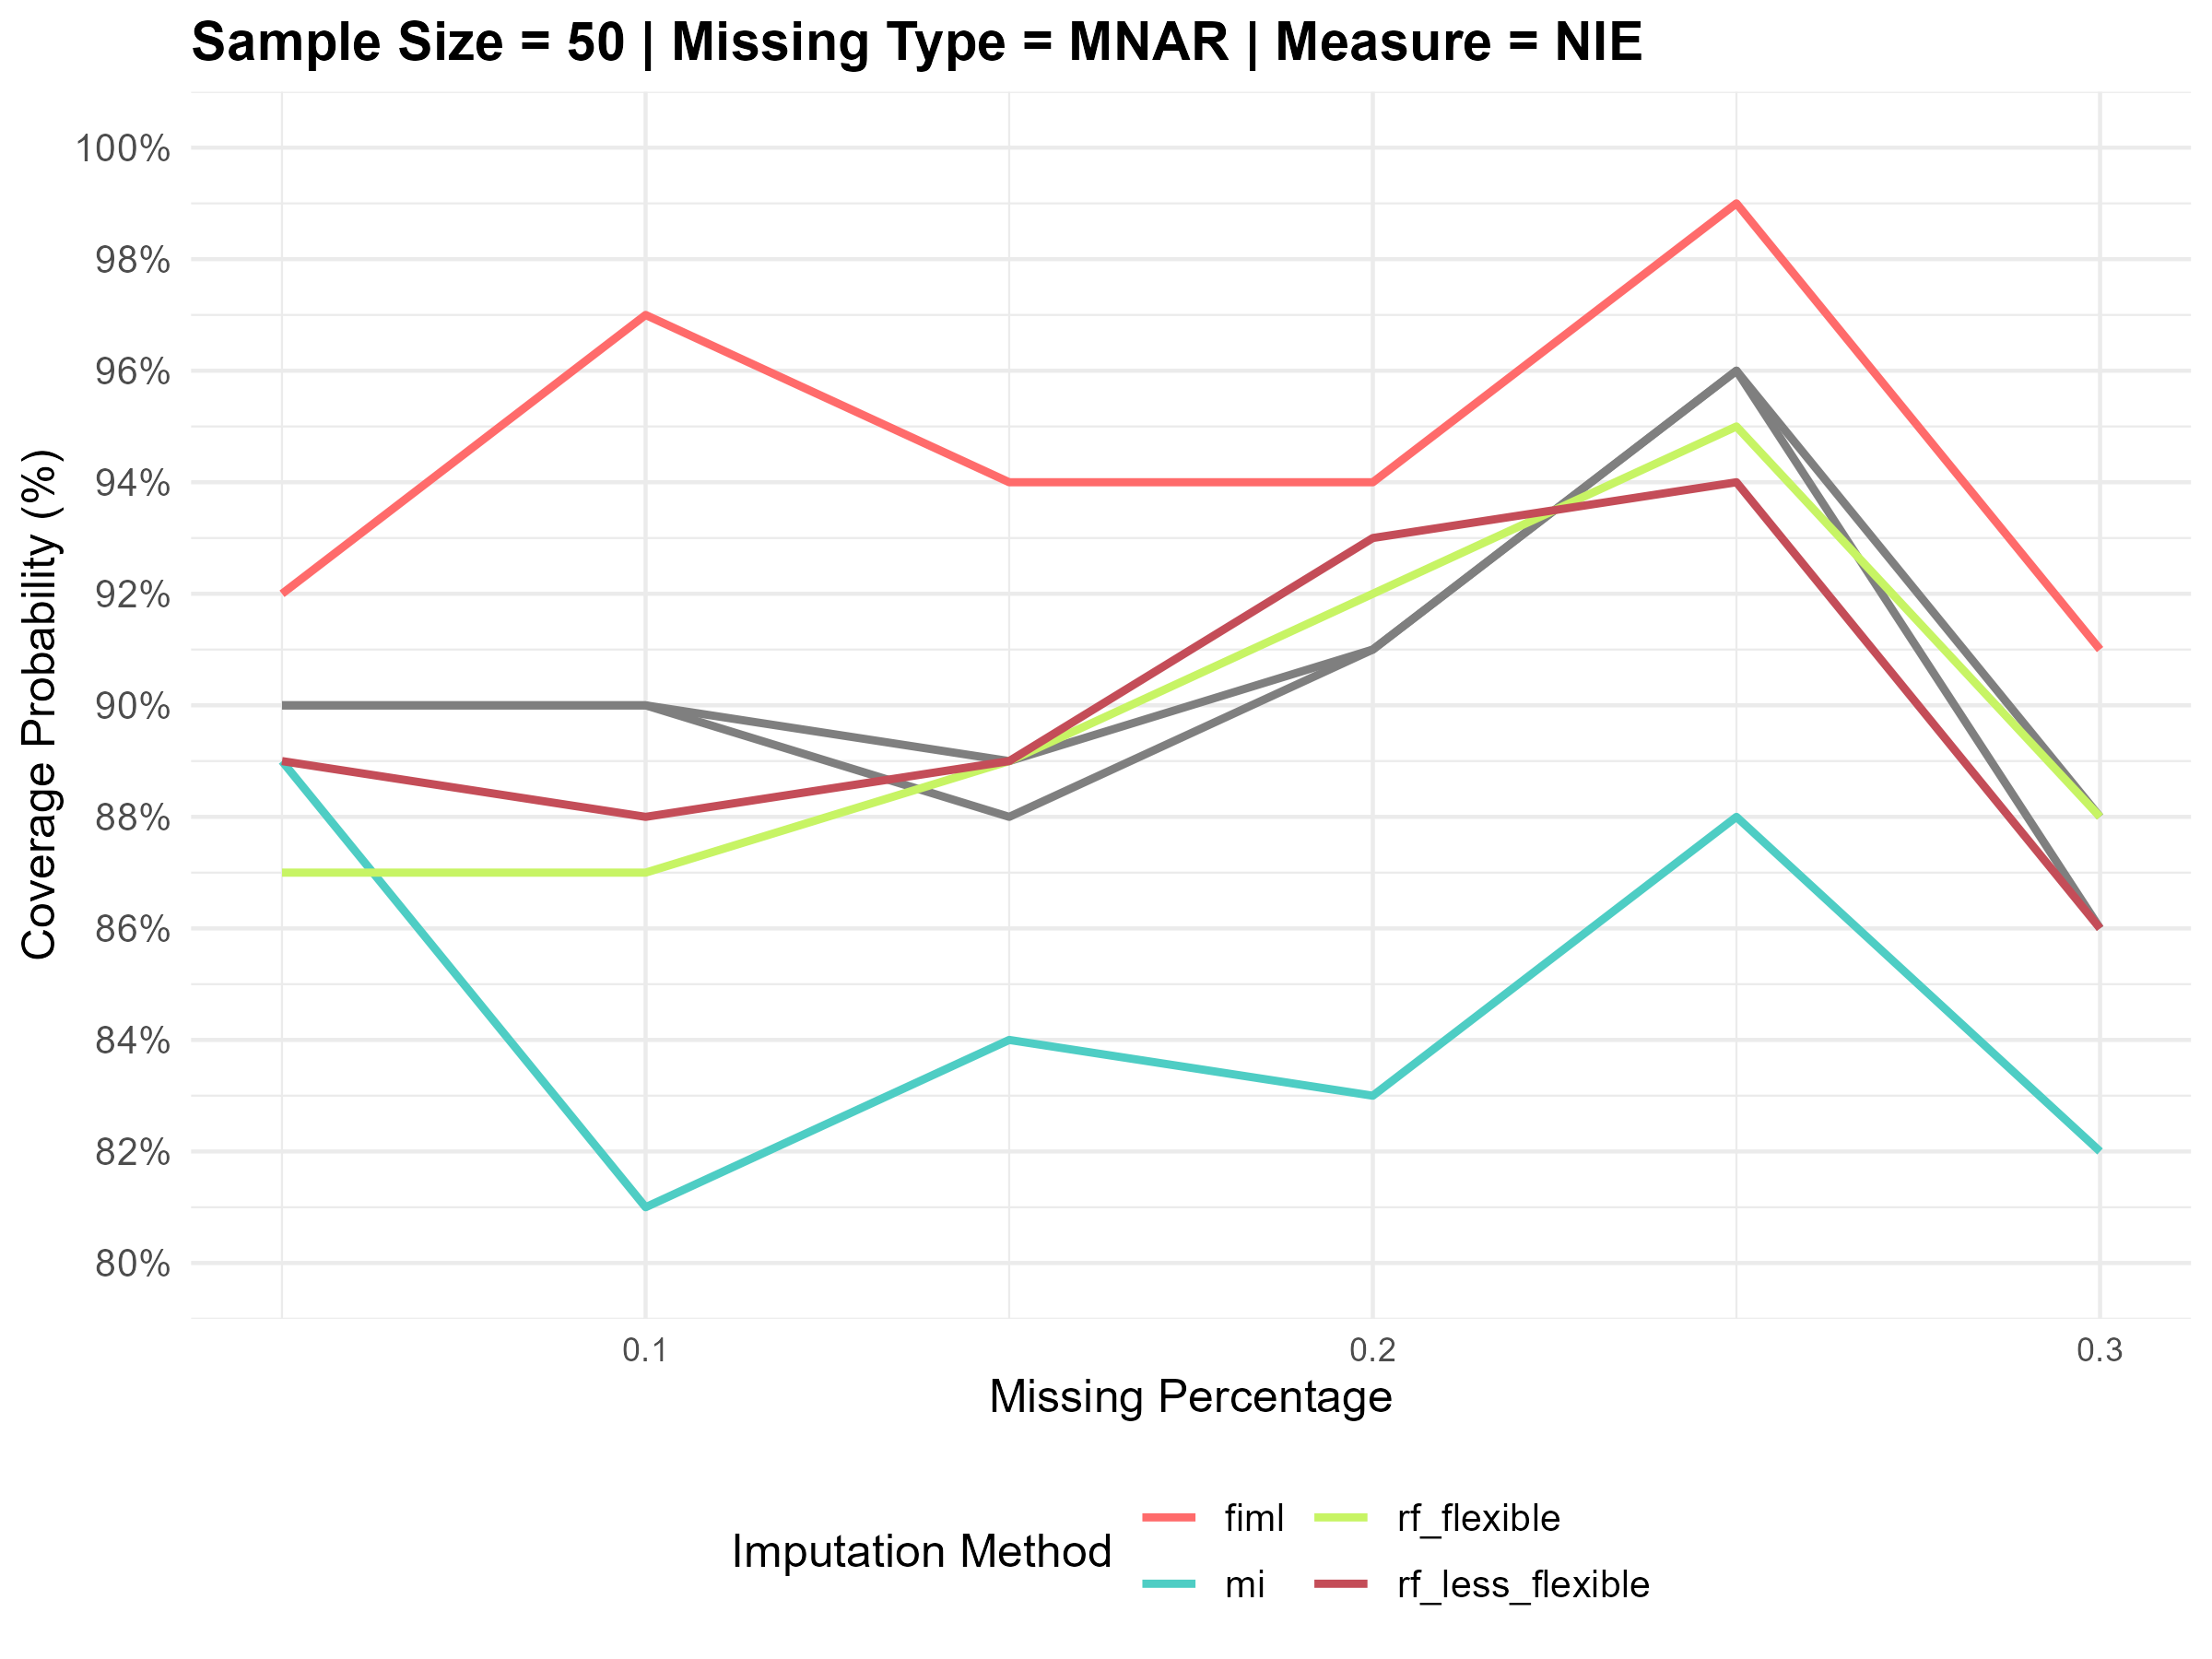 Sample Size = 50 | Missing Type = MNAR | Measure = NIE
100%
98%
96%
94%
92%
90%
88%
86%
84%
82%
80%
Coverage Probability (%)
0.1
0.2
0.3
Missing Percentage
Imputation Method
fiml
mi
rf_flexible
rf_less_flexible